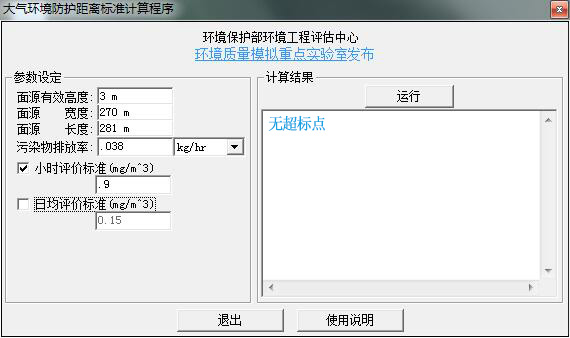 大气环境防护距离标准计算程序
环境保护部环境工程评估中心
环境质量模拟重点实验室发布
参数设定
面源有效高度: 3 m
面源 宽度: 270 m
面源 长度: 281 m
污染物排放率: .038 kg/hr
小时评价标准(mg/m^3)
.9
日均评价标准(mg/m^3)
0.15
计算结果
运行
无超标点
退出 使用说明